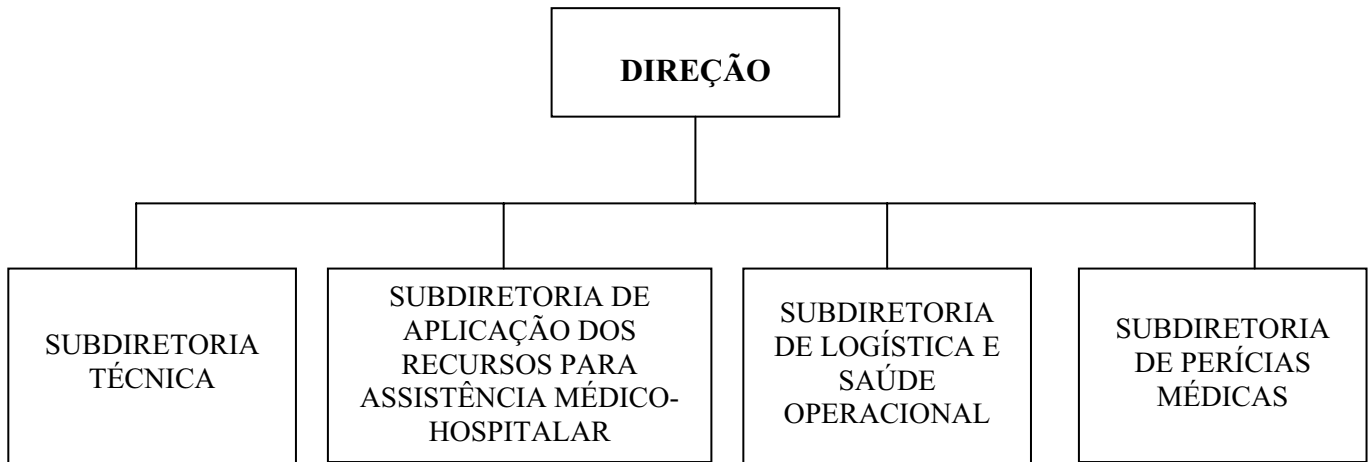 DIREÇÃO
SUBDIRETORIA
TÉCNICA
SUBDIRETORIA DE
APLICAÇÃO DOS
RECURSOS PARA
ASSISTÊNCIA MÉDICO-
HOSPITALAR
SUBDIRETORIA
DE LOGÍSTICA E
SAÚDE
OPERACIONAL
SUBDIRETORIA
DE PERÍCIAS
MÉDICAS